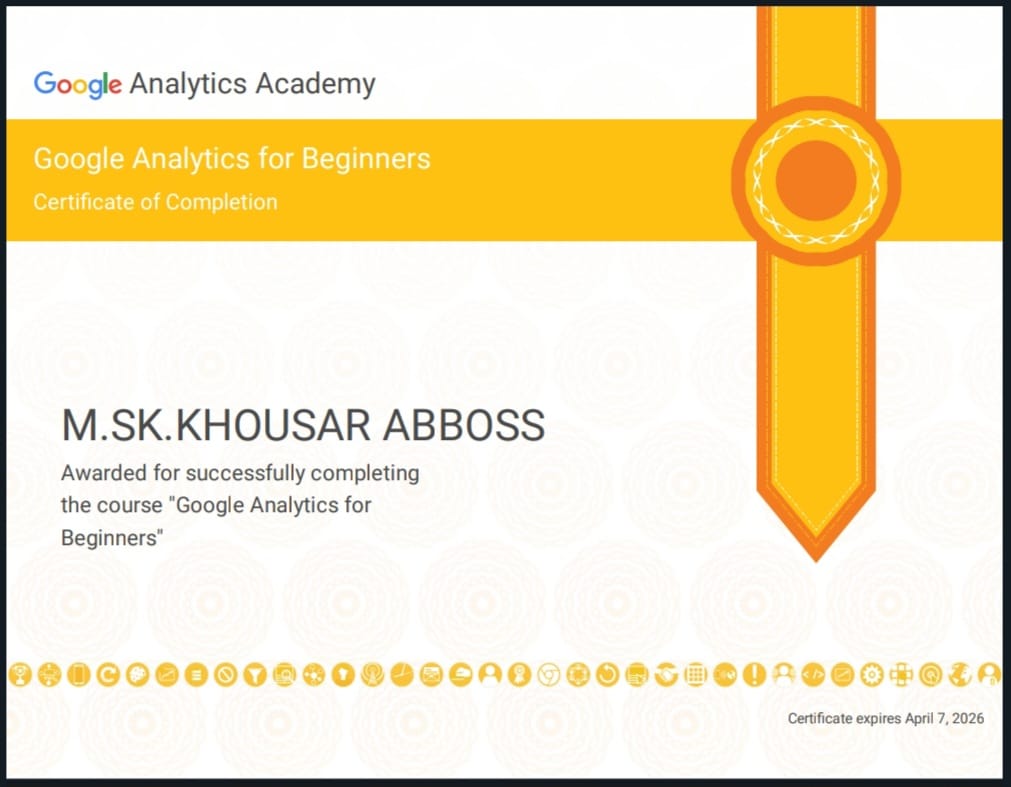 Google Analytics Academy
Google Analytics for Beginners
Certificate of Completion
M.SK.KHOUSAR ABBOSS
Awarded for successfully completing
the course "Google Analytics for
Beginners"
Certificate expires April 7, 2026